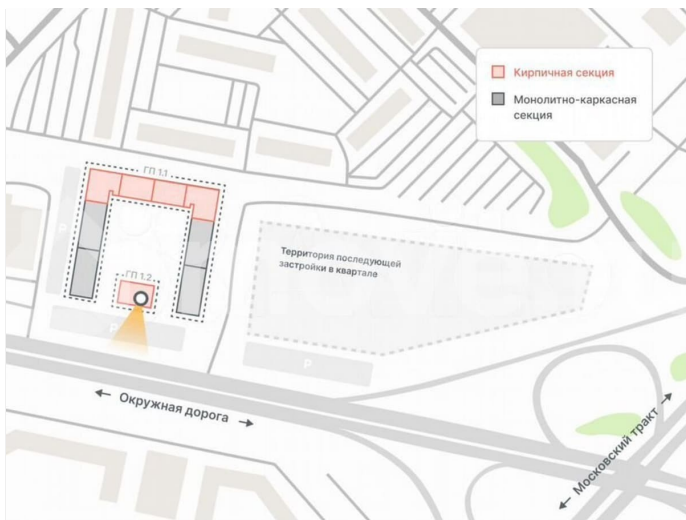 Кирпичная секция
Монолитно-каркасная
секция
ГП 1.1
P
Территория последующей
застройки в квартале
ГП 1.2
P
P
Окружная дорога
Московский тракт